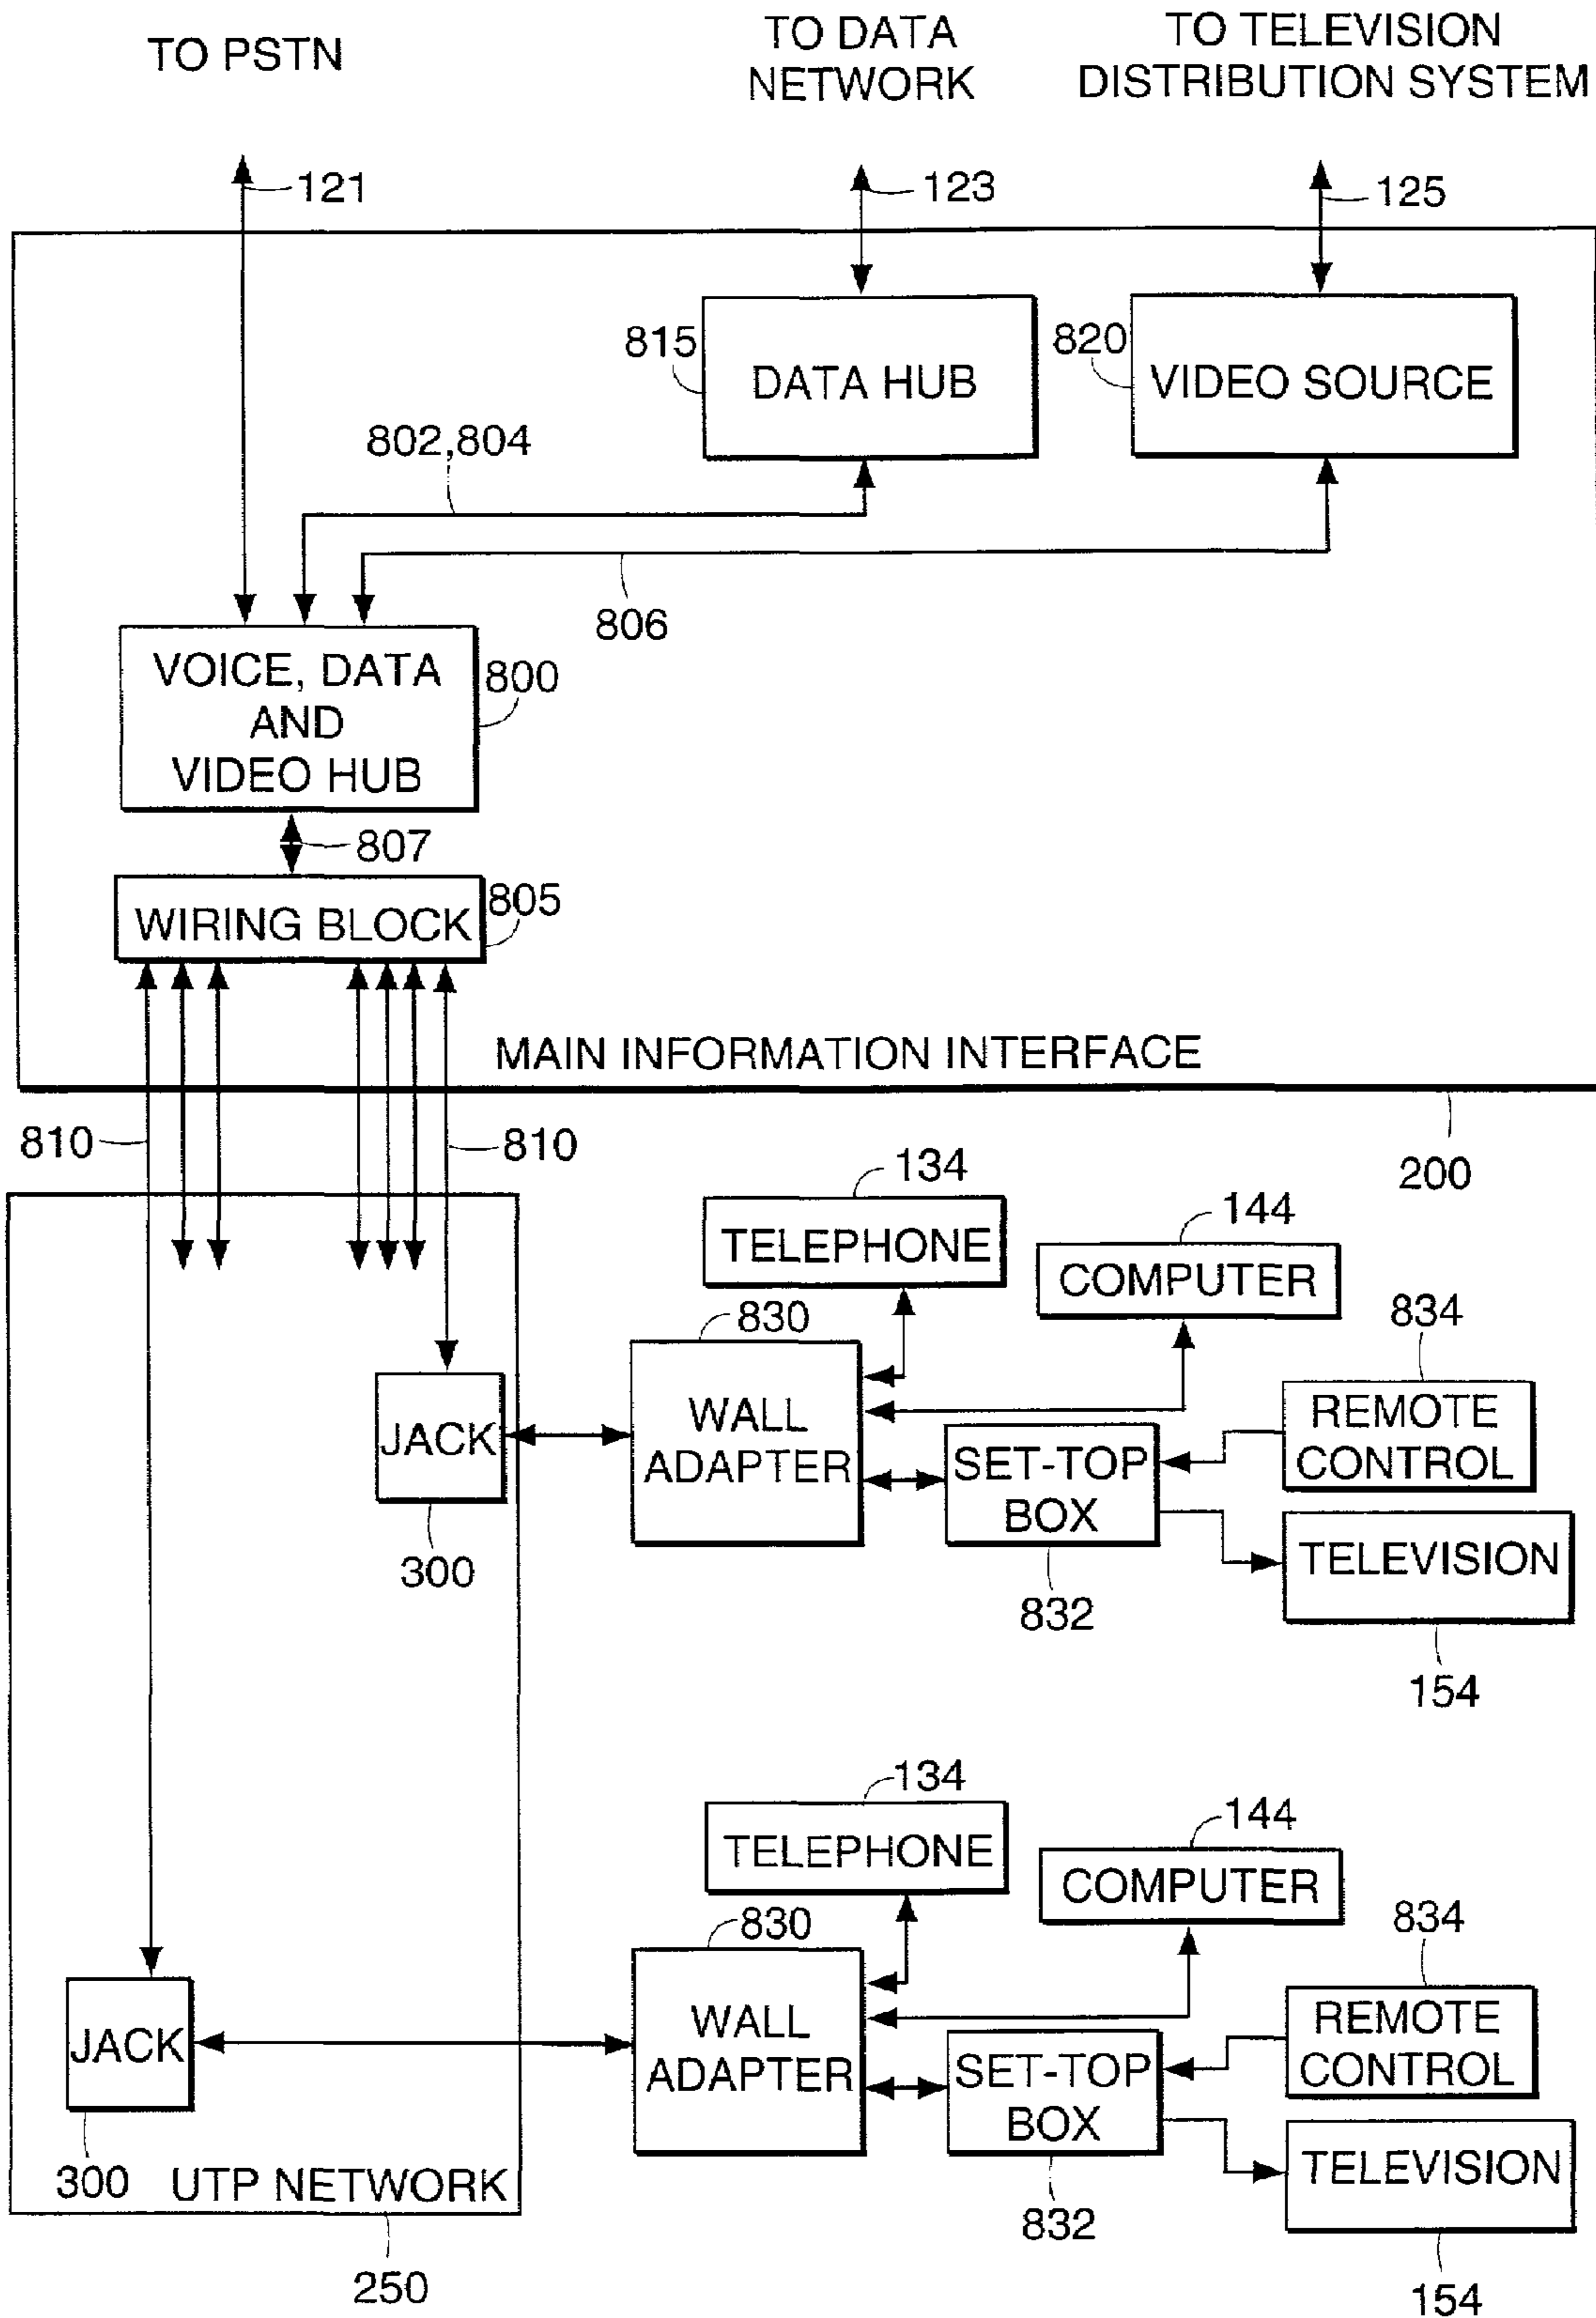 TO PSTN
TO DATA
NETWORK
TO TELEVISION
DISTRIBUTION SYSTEM
121
123
125
815
DATA HUB
820
VIDEO SOURCE
802,804
806
VOICE, DATA
AND
VIDEO HUB
800
807
WIRING BLOCK
805
MAIN INFORMATION INTERFACE
810
810
200
134
TELEPHONE
144
COMPUTER
830
834
WALL
ADAPTER
JACK
SET-TOP
BOX
REMOTE
CONTROL
300
832
TELEVISION
154
134
TELEPHONE
144
COMPUTER
830
834
WALL
ADAPTER
JACK
SET-TOP
BOX
REMOTE
CONTROL
300
UTP NETWORK
832
TELEVISION
250
154